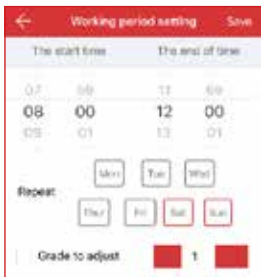 ← Working period setting Save
The start time The end of time
07 59 11 59
08 00 12 00
09 01 13 01
Mon Tue Wed
Repeat
Thur Fri Sat Sun
Grade to adjust 1